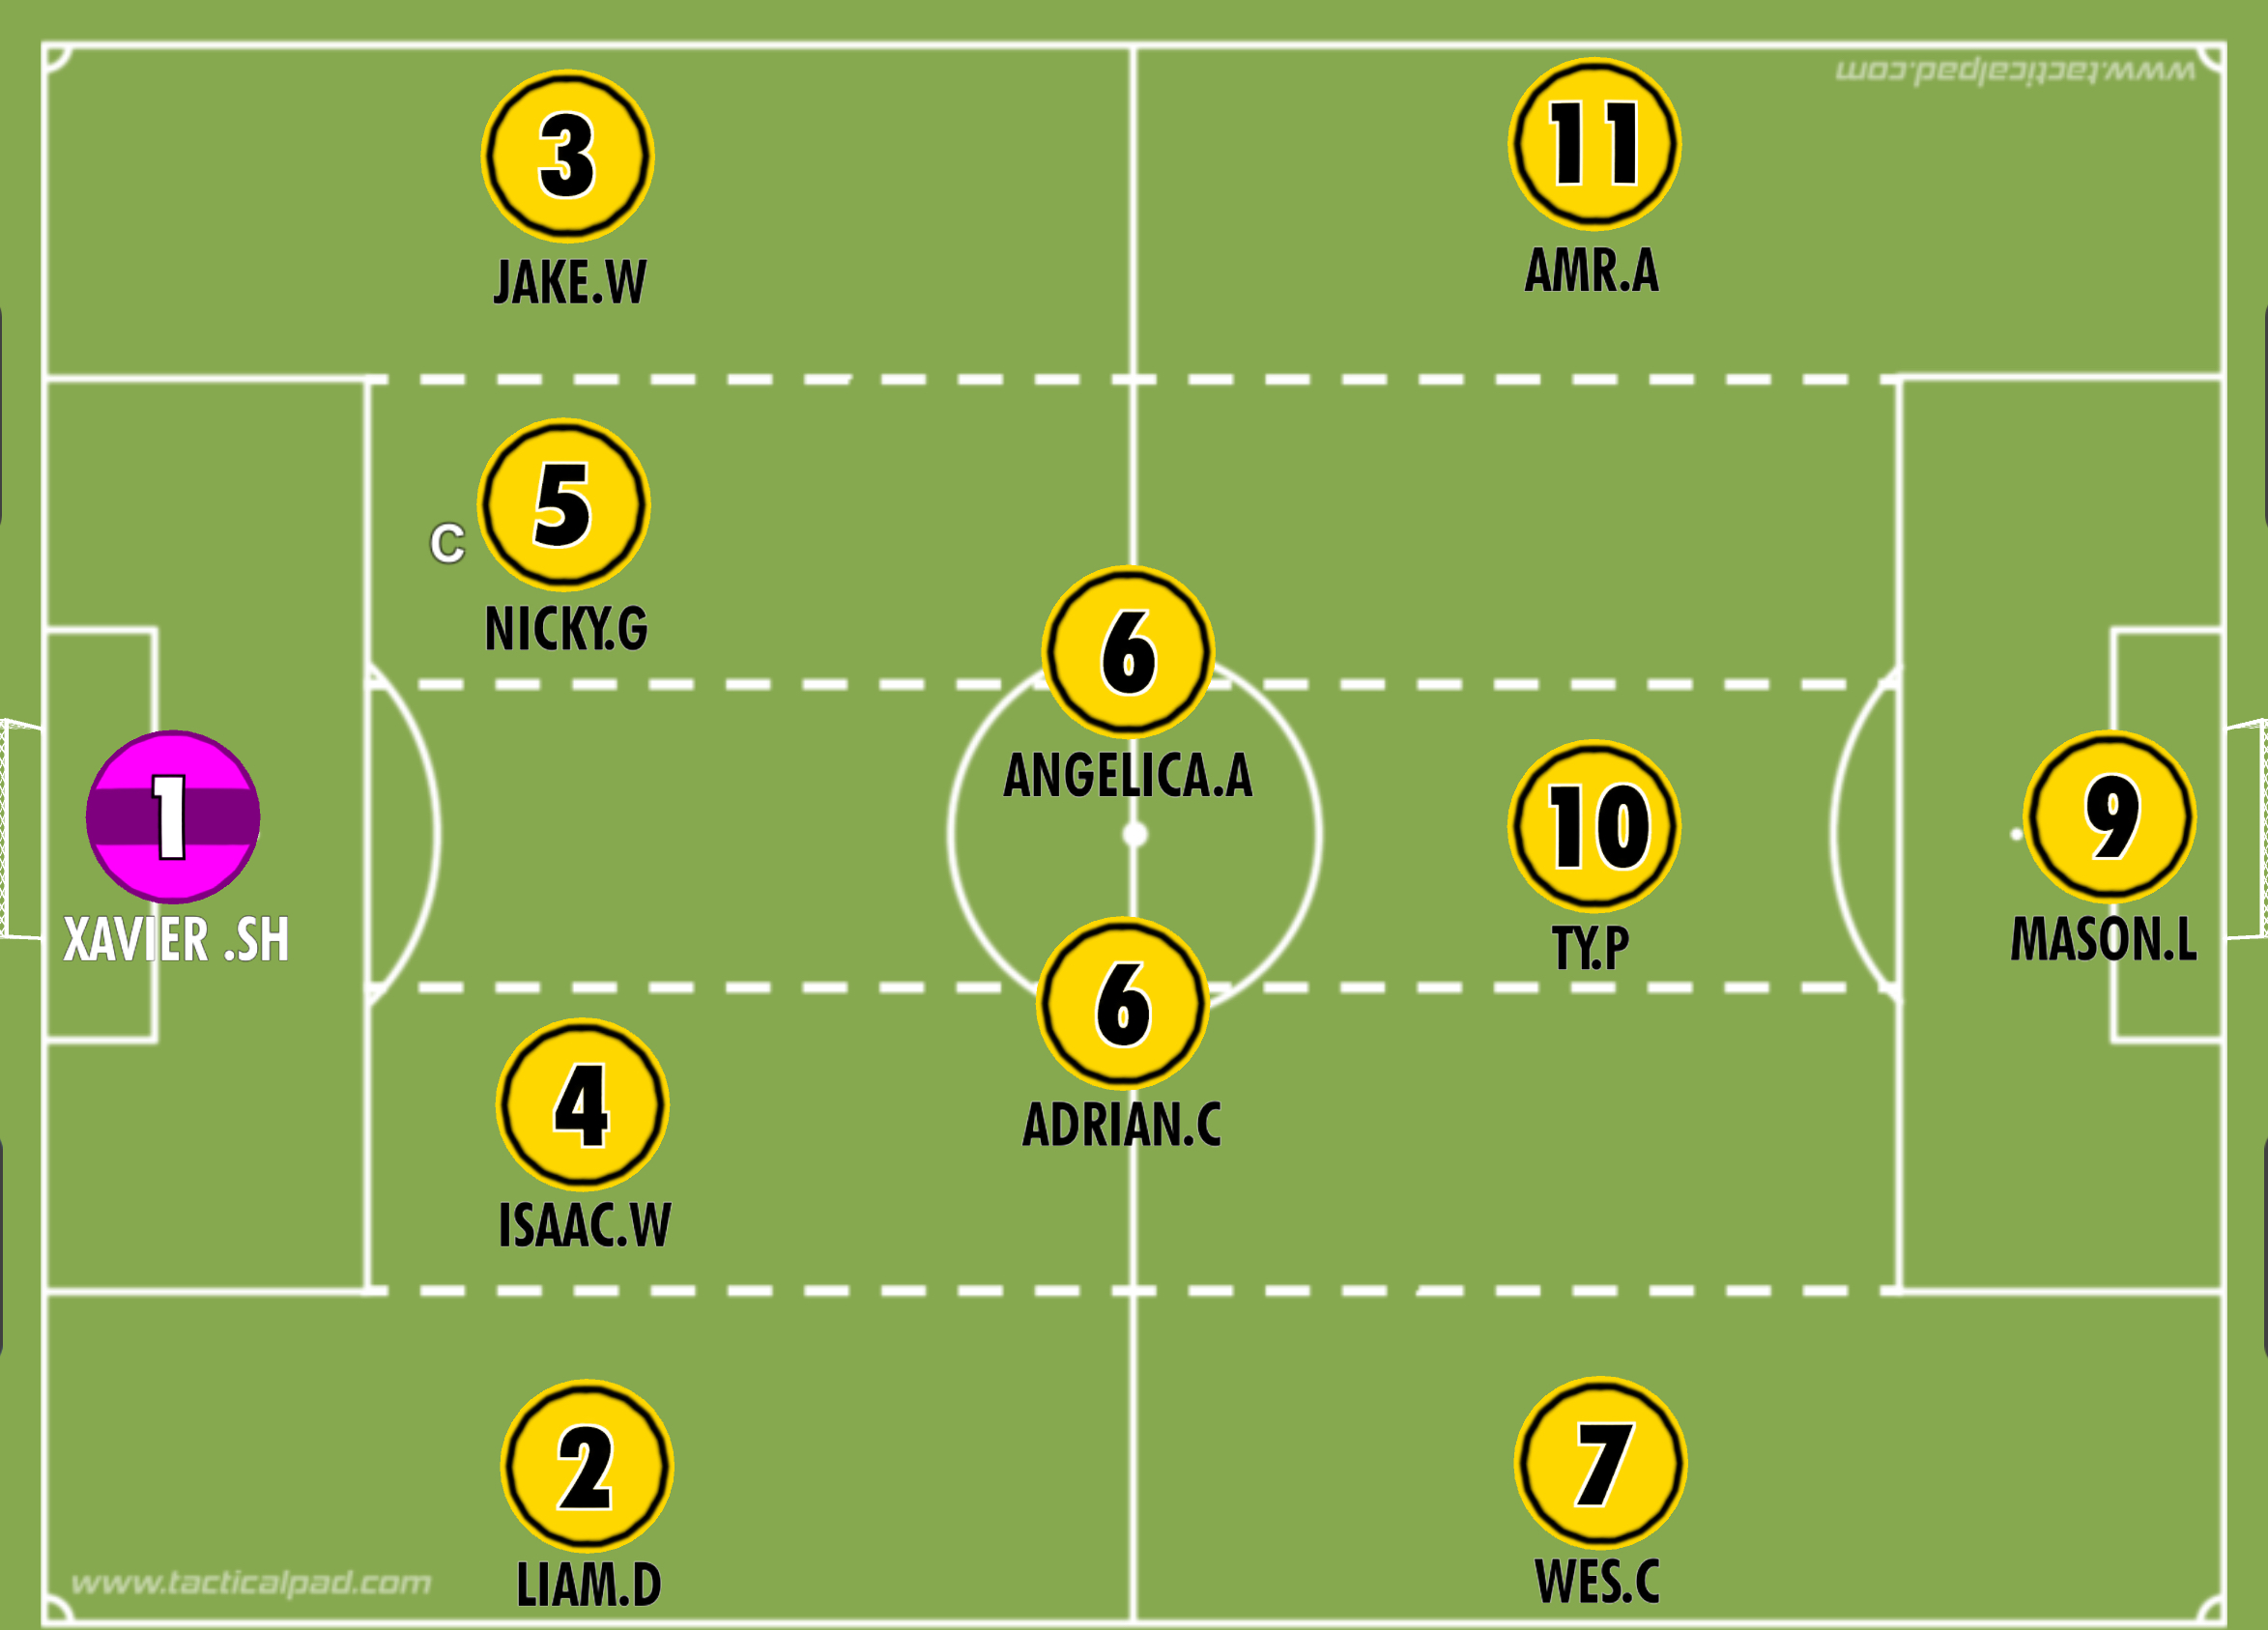 www.tacticalpad.com
3
JAKE.W
11
AMR.A
5
C
NICKY.G
6
ANGELICA.A
1
XAVIER .SH
10
TY.P
9
MASON.L
4
ISAAC.W
6
ADRIAN.C
2
LIAM.D
7
WES.C
www.tacticalpad.com